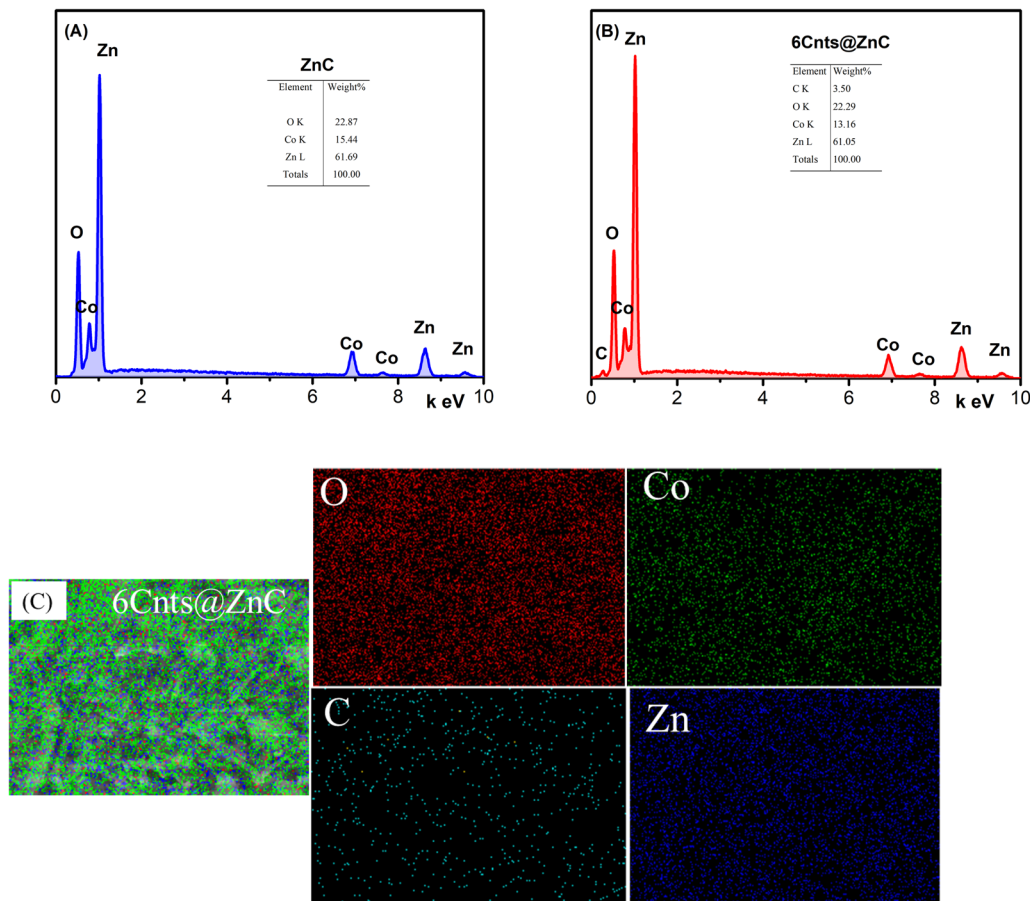 (A)
Zn
ZnC
Element Weight%
O K 22.87
Co K 15.44
Zn L 61.69
Totals 100.00
O
Co
Co
Co
Zn
Zn
0 2 4 6 8 10
k eV
(B)
Zn
6Cnts@ZnC
Element Weight%
C K 3.50
O K 22.29
Co K 13.16
Zn L 61.05
Totals 100.00
O
Co
C
Co
Co
Zn
Zn
0 2 4 6 8 10
k eV
(C) 6Cnts@ZnC
O
Co
C
Zn